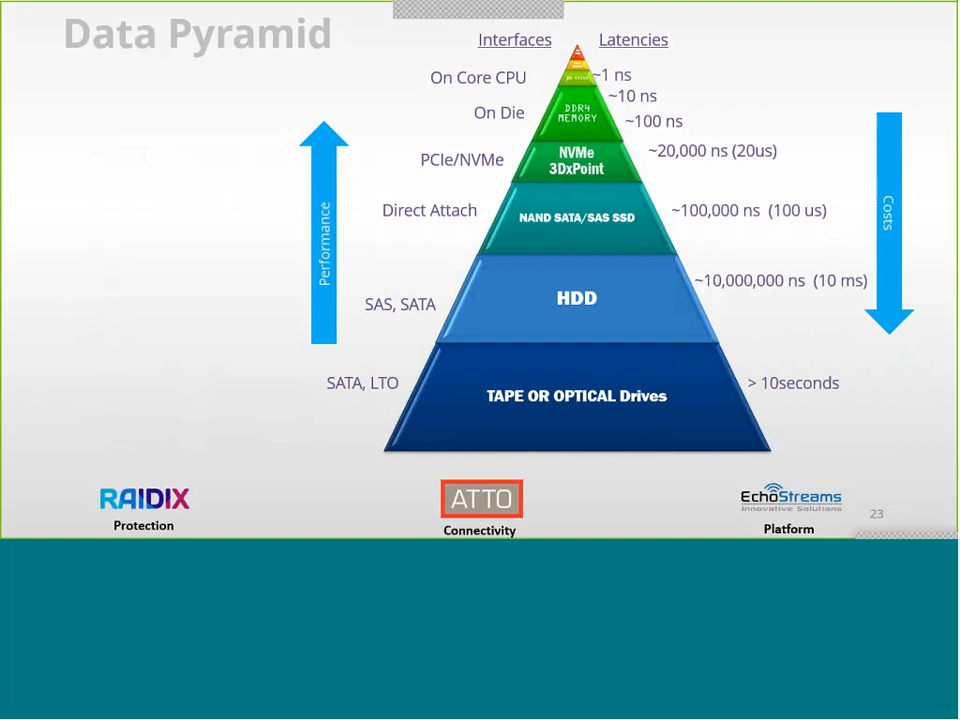 Data Pyramid
Interfaces
Latencies
On Core CPU
~1 ns
~10 ns
On Die
DDR4
MEMORY
~100 ns
PCIe/NVMe
NVMe
3DxPoint
~20,000 ns (20us)
Direct Attach
NAND SATA/SAS SSD
~100,000 ns (100 us)
Performance
Costs
SAS, SATA
HDD
~10,000,000 ns (10 ms)
SATA, LTO
TAPE OR OPTICAL Drives
> 10seconds
RAIDIX
Protection
ATTO
Connectivity
EchoStreams
Innovative Solutions
Platform
23